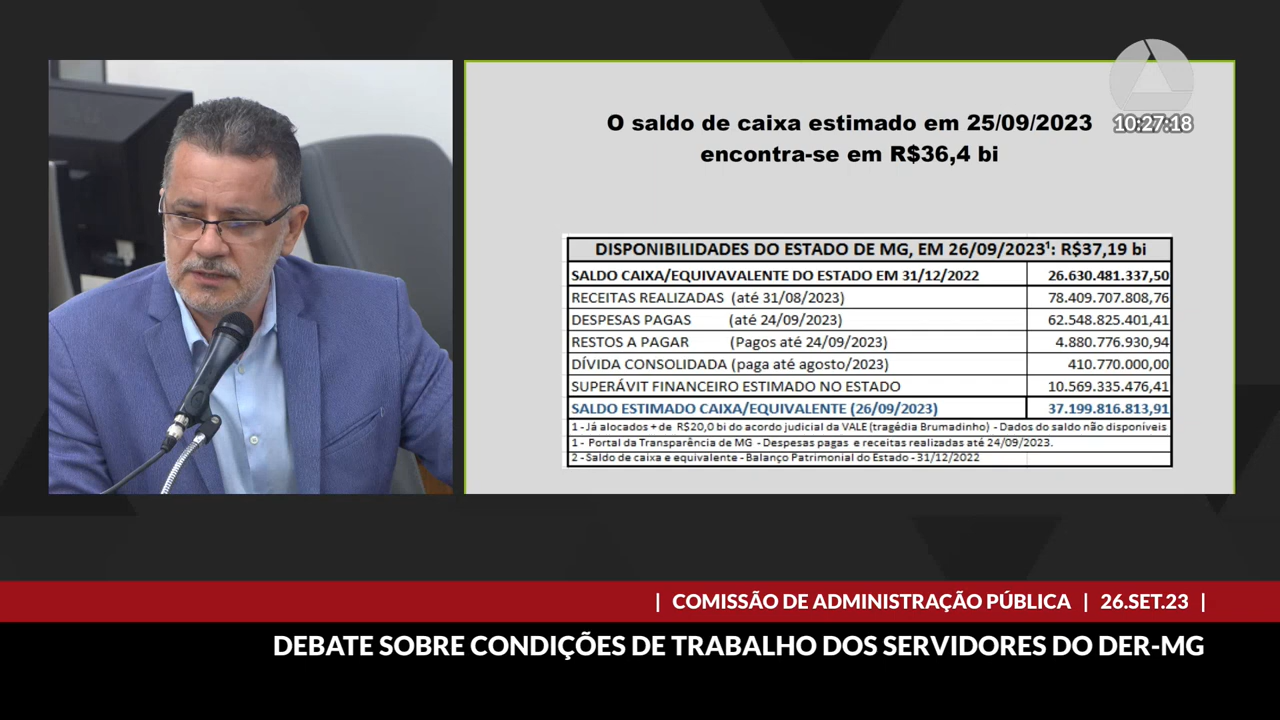 10:27:18
O saldo de caixa estimado em 25/09/2023
encontra-se em R$36,4 bi
DISPONIBILIDADES DO ESTADO DE MG, EM 26/09/2023¹: R$37,19 bi
SALDO CAIXA/EQUIVAVALENTE DO ESTADO EM 31/12/2022 26.630.481.337,50
RECEITAS REALIZADAS (até 31/08/2023) 78.409.707.808,76
DESPESAS PAGAS (até 24/09/2023) 62.548.825.401,41
RESTOS A PAGAR (Pagos até 24/09/2023) 4.880.776.930,94
DÍVIDA CONSOLIDADA (paga até agosto/2023) 410.770.000,00
SUPERÁVIT FINANCEIRO ESTIMADO NO ESTADO 10.569.335.476,41
SALDO ESTIMADO CAIXA/EQUIVALENTE (26/09/2023) 37.199.816.813,91
1 - Já alocados + de R$20,0 bi do acordo judicial da VALE (tragédia Brumadinho) - Dados do saldo não disponíveis
1 - Portal da Transparência de MG - Despesas pagas e receitas realizadas até 24/09/2023.
2 - Saldo de caixa e equivalente - Balanço Patrimonial do Estado - 31/12/2022
| COMISSÃO DE ADMINISTRAÇÃO PÚBLICA | 26.SET.23 |
DEBATE SOBRE CONDIÇÕES DE TRABALHO DOS SERVIDORES DO DER-MG